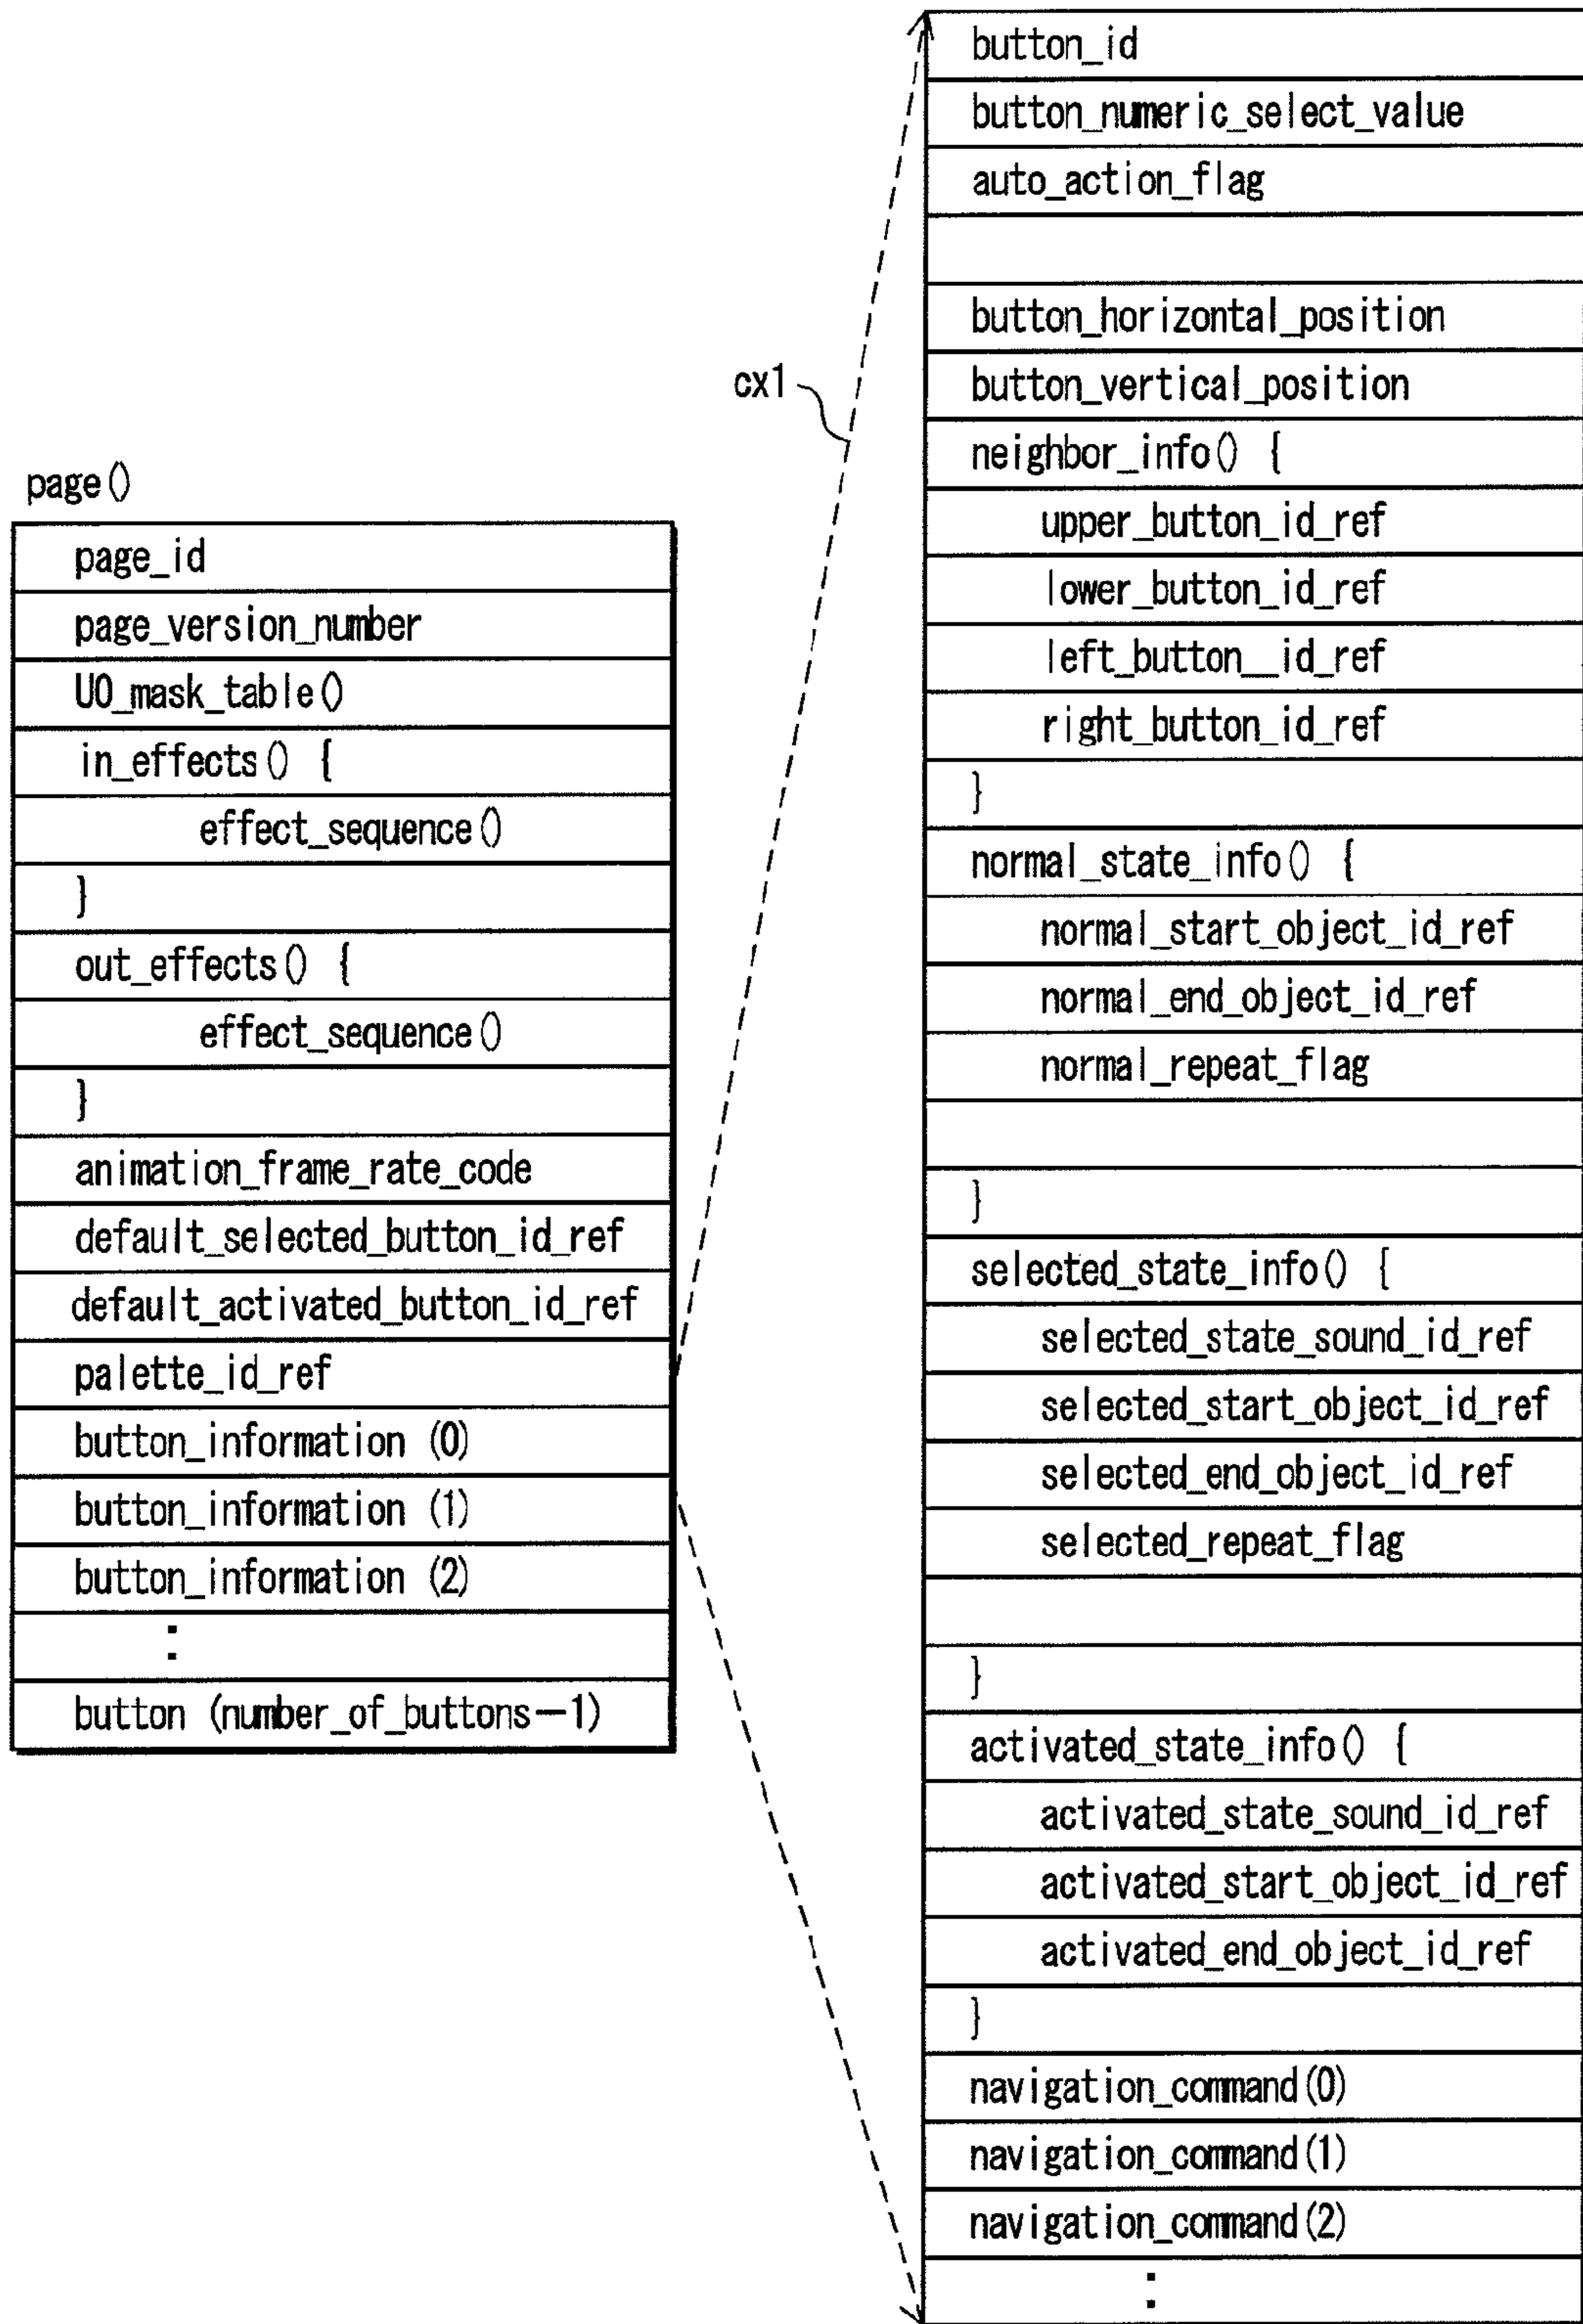 page()
page_id
page_version_number
UO_mask_table()
in_effects() {
effect_sequence()
}
out_effects() {
effect_sequence()
}
animation_frame_rate_code
default_selected_button_id_ref
default_activated_button_id_ref
palette_id_ref
button_information (0)
button_information (1)
button_information (2)
:
button (number_of_buttons-1)
cx1
button_id
button_numeric_select_value
auto_action_flag
button_horizontal_position
button_vertical_position
neighbor_info() {
upper_button_id_ref
lower_button_id_ref
left_button__id_ref
right_button_id_ref
}
normal_state_info() {
normal_start_object_id_ref
normal_end_object_id_ref
normal_repeat_flag
}
selected_state_info() {
selected_state_sound_id_ref
selected_start_object_id_ref
selected_end_object_id_ref
selected_repeat_flag
}
activated_state_info() {
activated_state_sound_id_ref
activated_start_object_id_ref
activated_end_object_id_ref
}
navigation_command(0)
navigation_command(1)
navigation_command(2)
: